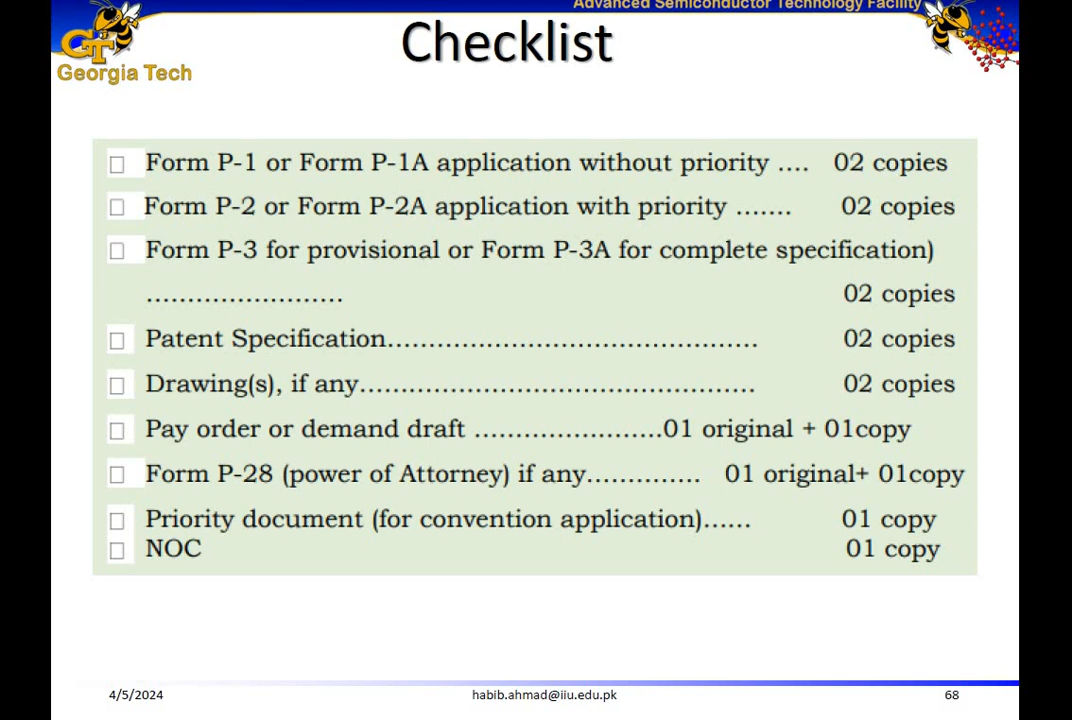 Advanced Semiconductor Technology Facility
GT
Georgia Tech
Checklist
Form P-1 or Form P-1A application without priority .... 02 copies
Form P-2 or Form P-2A application with priority ....... 02 copies
Form P-3 for provisional or Form P-3A for complete specification)
........................ 02 copies
Patent Specification............................................. 02 copies
Drawing(s), if any................................................ 02 copies
Pay order or demand draft .......................01 original + 01copy
Form P-28 (power of Attorney) if any.............. 01 original+ 01copy
Priority document (for convention application)...... 01 copy
NOC 01 copy
4/5/2024 habib.ahmad@iiu.edu.pk 68